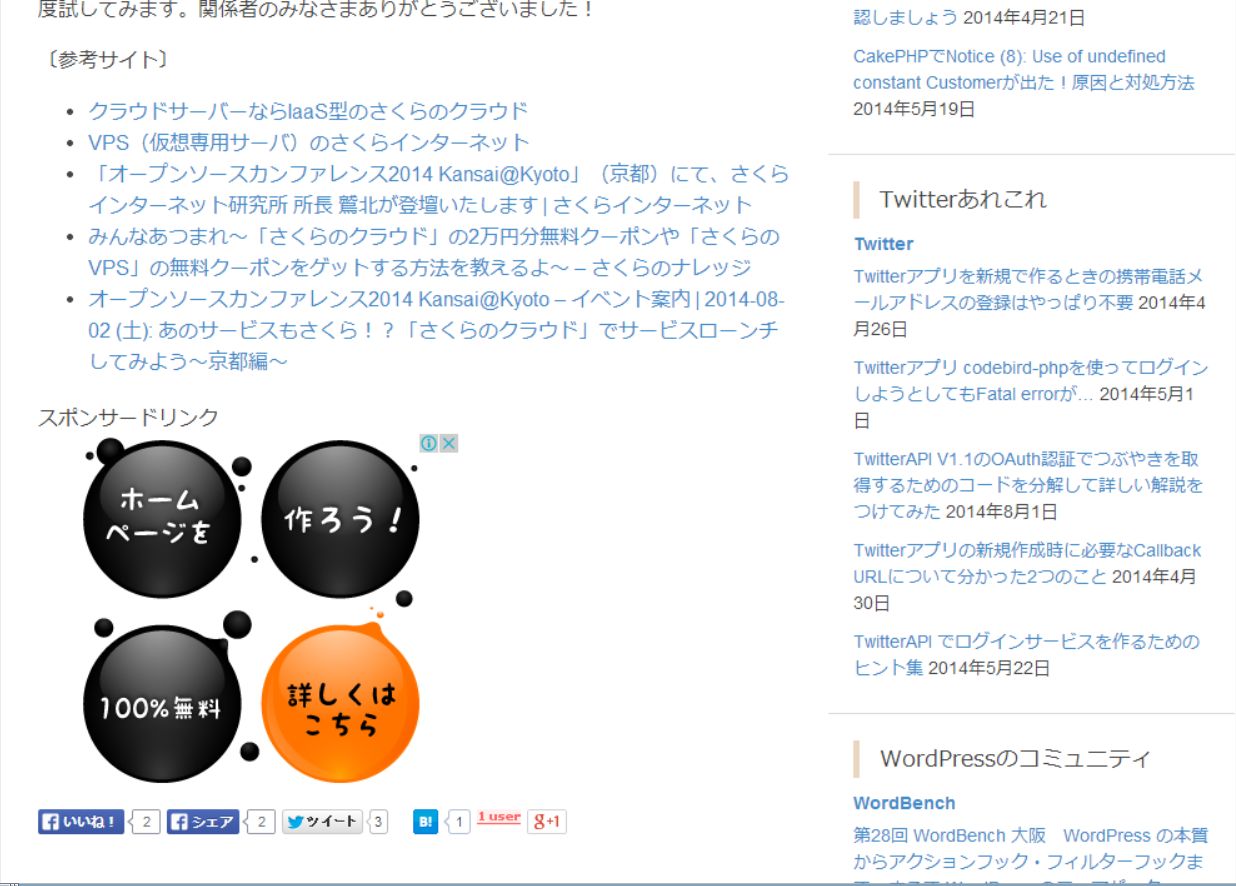 度試してみます。関係者のみなさまありがとうございました！
〔参考サイト〕
クラウドサーバーならIaaS型のさくらのクラウド
VPS（仮想専用サーバ）のさくらインターネット
「オープンソースカンファレンス2014 Kansai@Kyoto」（京都）にて、さくら
インターネット研究所 所長 鷲北が登壇いたします | さくらインターネット
みんなあつまれ～「さくらのクラウド」の2万円分無料クーポンや「さくらの
VPS」の無料クーポンをゲットする方法を教えるよ～ – さくらのナレッジ
オープンソースカンファレンス2014 Kansai@Kyoto – イベント案内 | 2014-08-
02 (土): あのサービスもさくら！？「さくらのクラウド」でサービスローンチ
してみよう～京都編～
スポンサードリンク
ホーム
ページを
作ろう！
100%無料
詳しくは
こちら
いいね！ 2 シェア 2 ツイート 3 B! 1 1 user g+1
認しましょう 2014年4月21日
CakePHPでNotice (8): Use of undefined
constant Customerが出た！原因と対処方法
2014年5月19日
Twitterあれこれ
Twitter
Twitterアプリを新規で作るときの携帯電話メ
ールアドレスの登録はやっぱり不要 2014年4
月26日
Twitterアプリ codebird-phpを使ってログイン
しようとしてもFatal errorが… 2014年5月1
日
TwitterAPI V1.1のOAuth認証でつぶやきを取
得するためのコードを分解して詳しい解説を
つけてみた 2014年8月1日
Twitterアプリの新規作成時に必要なCallback
URLについて分かった2つのこと 2014年4月
30日
TwitterAPI でログインサービスを作るための
ヒント集 2014年5月22日
WordPressのコミュニティ
WordBench
第28回 WordBench 大阪　WordPress の本質
からアクションフック・フィルターフックま